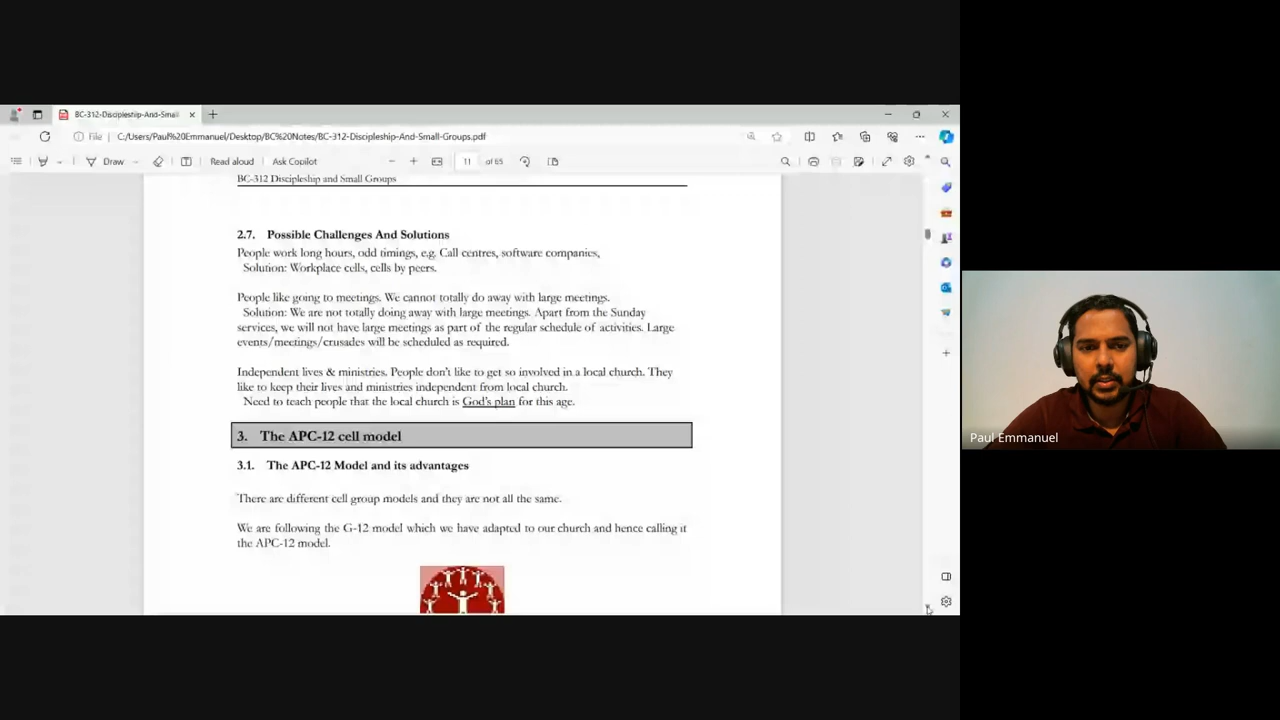 BC-312-Discipleship-And-Smal
File
C:/Users/Paul%20Emmanuel/Desktop/BC%20Notes/BC-312-Discipleship-And-Small-Groups.pdf
Draw
Read aloud
Ask Copilot
11 of 65
BC-312 Discipleship and Small Groups
2.7. Possible Challenges And Solutions
People work long hours, odd timings, e.g. Call centres, software companies,
Solution: Workplace cells, cells by peers.
People like going to meetings. We cannot totally do away with large meetings.
Solution: We are not totally doing away with large meetings. Apart from the Sunday
services, we will not have large meetings as part of the regular schedule of activities. Large
events/meetings/crusades will be scheduled as required.
Independent lives & ministries. People don't like to get so involved in a local church. They
like to keep their lives and ministries independent from local church.
Need to teach people that the local church is God's plan for this age.
3. The APC-12 cell model
3.1. The APC-12 Model and its advantages
There are different cell group models and they are not all the same.
We are following the G-12 model which we have adapted to our church and hence calling it
the APC-12 model.
Paul Emmanuel